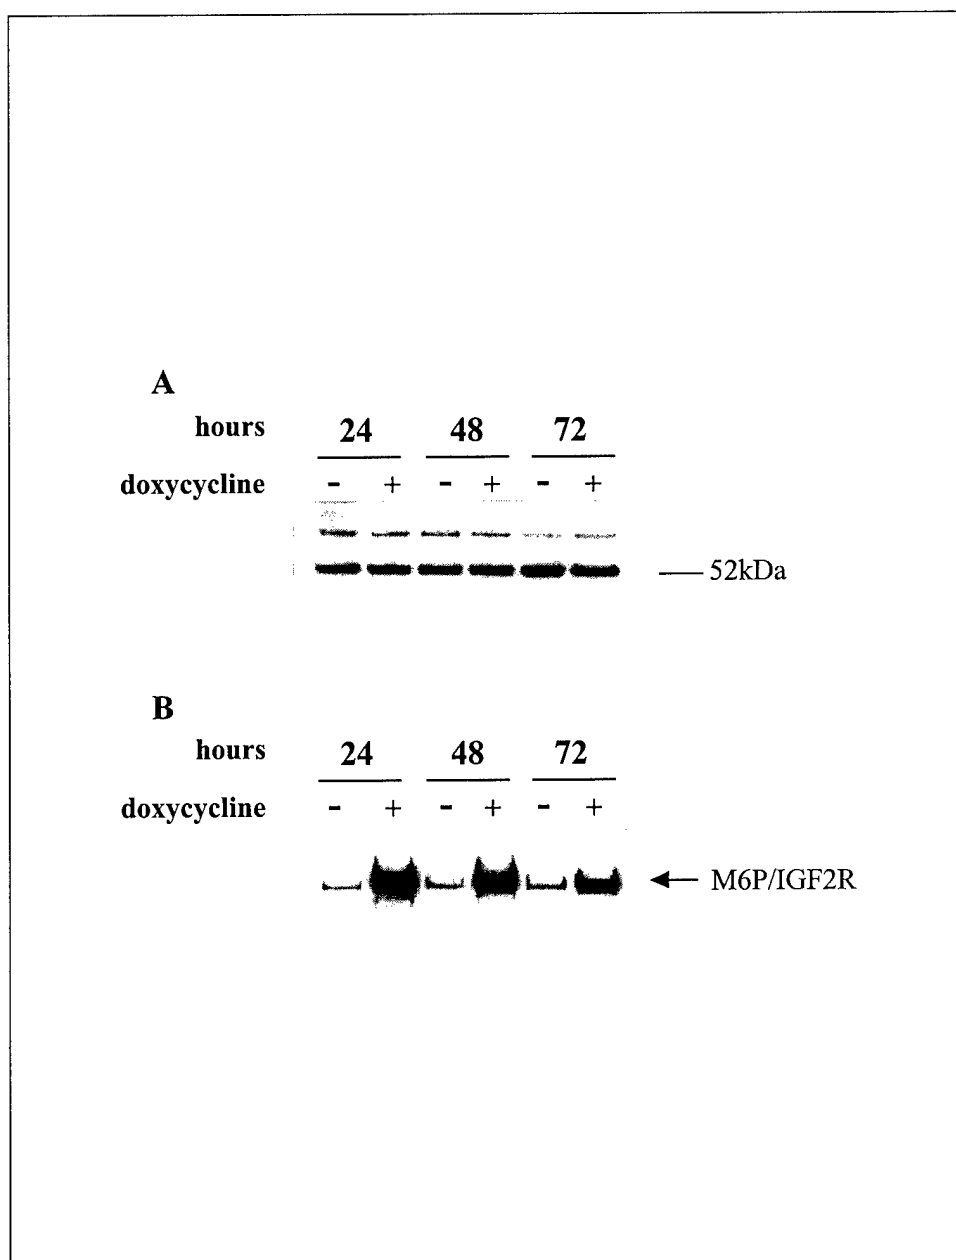 A
hours 24 48 72
doxycycline - + - + - +
52kDa
B
hours 24 48 72
doxycycline - + - + - +
M6P/IGF2R